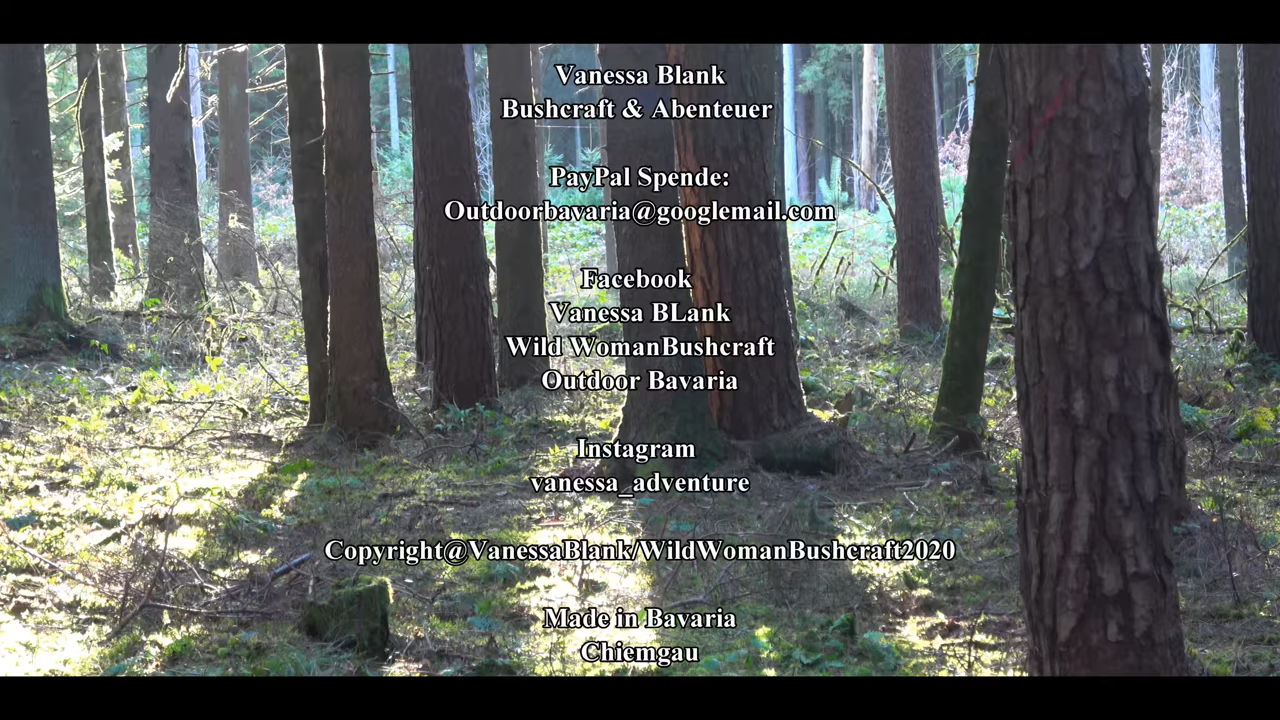 Vanessa Blank
Bushcraft & Abenteuer
PayPal Spende:
Outdoorbavaria@googlemail.com
Facebook
Vanessa BLank
Wild WomanBushcraft
Outdoor Bavaria
Instagram
vanessa_adventure
Copyright@VanessaBlank/WildWomanBushcraft2020
Made in Bavaria
Chiemgau